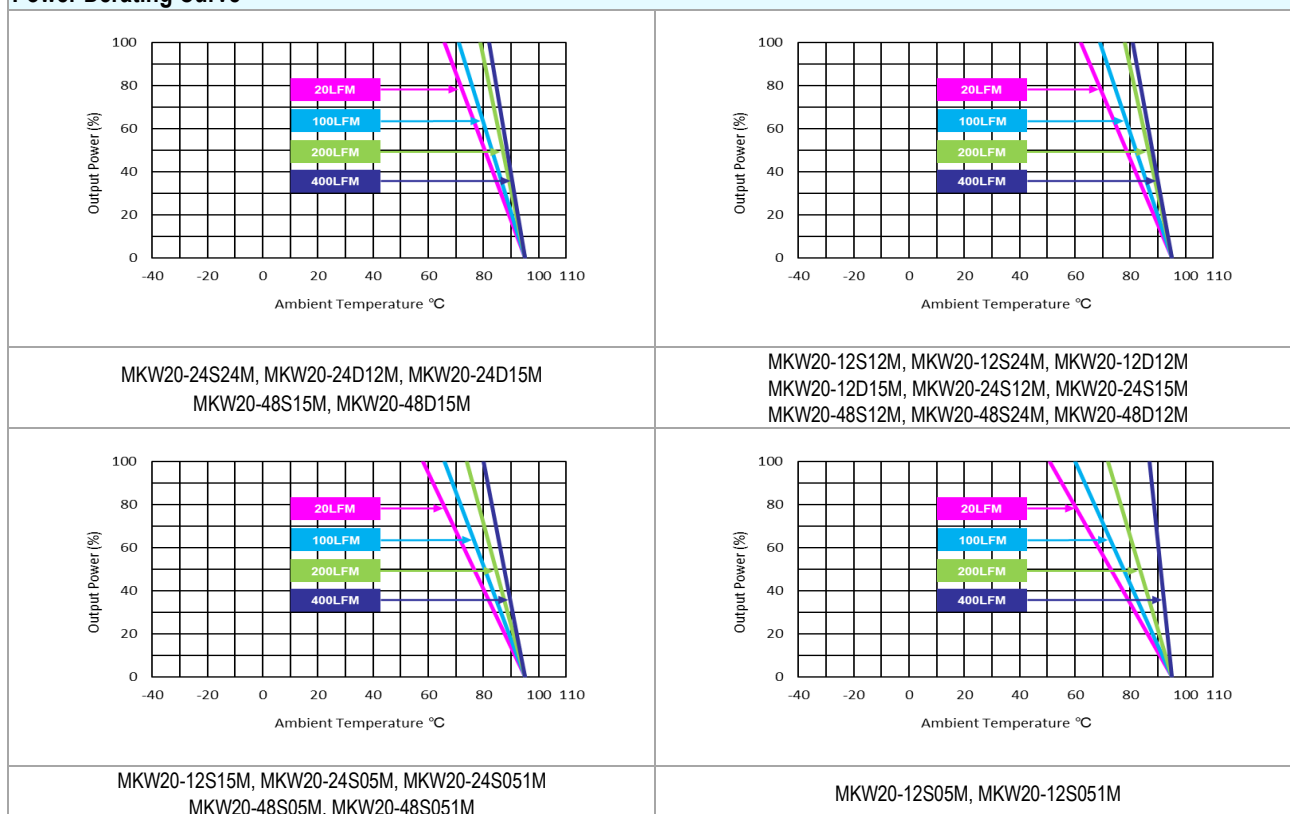 Power Derating Curve
100
80
60
40
20
0
Output Power (%)
20LFM
100LFM
200LFM
400LFM
-40 -20 0 20 40 60 80 100 110
Ambient Temperature ℃
100
80
60
40
20
0
Output Power (%)
20LFM
100LFM
200LFM
400LFM
-40 -20 0 20 40 60 80 100 110
Ambient Temperature ℃
MKW20-24S24M, MKW20-24D12M, MKW20-24D15M
MKW20-48S15M, MKW20-48D15M
MKW20-12S12M, MKW20-12S24M, MKW20-12D12M
MKW20-12D15M, MKW20-24S12M, MKW20-24S15M
MKW20-48S12M, MKW20-48S24M, MKW20-48D12M
100
80
60
40
20
0
Output Power (%)
20LFM
100LFM
200LFM
400LFM
-40 -20 0 20 40 60 80 100 110
Ambient Temperature ℃
100
80
60
40
20
0
Output Power (%)
20LFM
100LFM
200LFM
400LFM
-40 -20 0 20 40 60 80 100 110
Ambient Temperature ℃
MKW20-12S15M, MKW20-24S05M, MKW20-24S051M
MKW20-48S05M, MKW20-48S051M
MKW20-12S05M, MKW20-12S051M